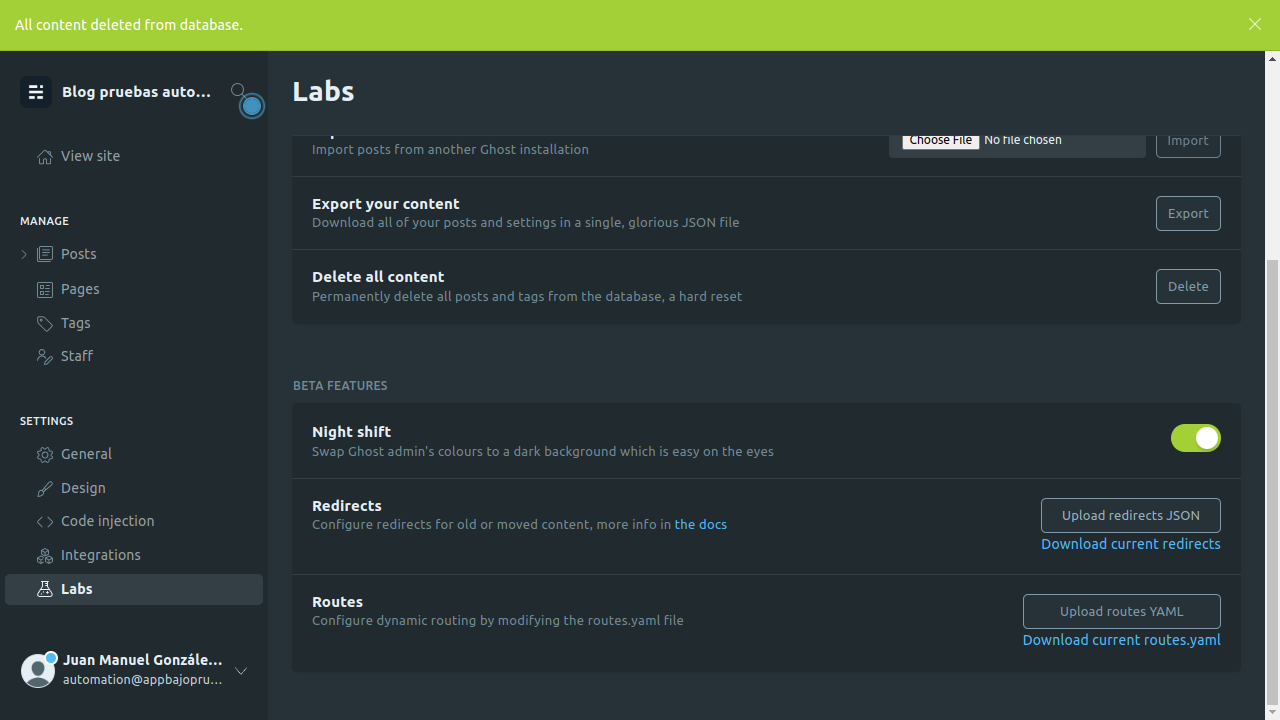 All content deleted from database.
Blog pruebas auto...
Labs
View site
MANAGE
Posts
Pages
Tags
Staff
SETTINGS
General
Design
Code injection
Integrations
Labs
Juan Manuel Gonzále...
automation@appbajopru...
Import posts from another Ghost installation
Choose File No file chosen
Import
Export your content
Download all of your posts and settings in a single, glorious JSON file
Export
Delete all content
Permanently delete all posts and tags from the database, a hard reset
Delete
BETA FEATURES
Night shift
Swap Ghost admin's colours to a dark background which is easy on the eyes
Redirects
Configure redirects for old or moved content, more info in the docs
Upload redirects JSON
Download current redirects
Routes
Configure dynamic routing by modifying the routes.yaml file
Upload routes YAML
Download current routes.yaml